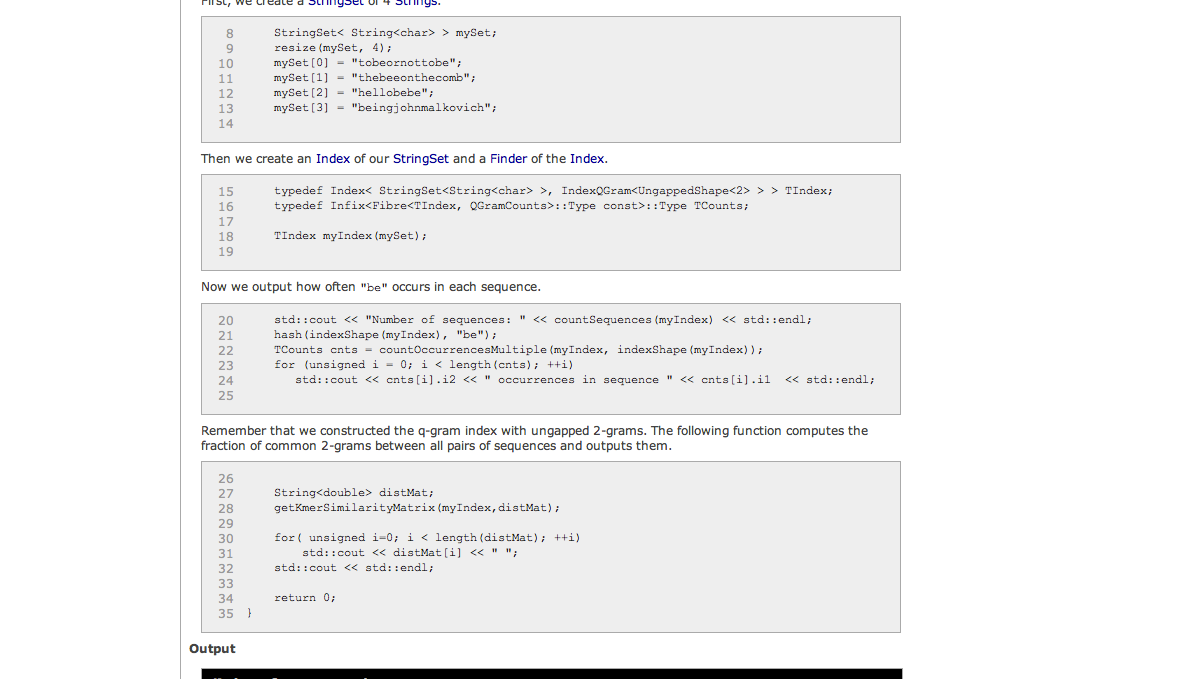 First, we create a StringSet of 4 Strings.
8 StringSet< String<char> > mySet;
9 resize(mySet, 4);
10 mySet[0] = "tobeornottobe";
11 mySet[1] = "thebeeonthecomb";
12 mySet[2] = "hellobebe";
13 mySet[3] = "beingjohnmalkovich";
14
Then we create an Index of our StringSet and a Finder of the Index.
15 typedef Index< StringSet<String<char> >, IndexQGram<UngappedShape<2> > > TIndex;
16 typedef Infix<Fibre<TIndex, QGramCounts>::Type const>::Type TCounts;
17
18 TIndex myIndex(mySet);
19
Now we output how often "be" occurs in each sequence.
20 std::cout << "Number of sequences: " << countSequences(myIndex) << std::endl;
21 hash(indexShape(myIndex), "be");
22 TCounts cnts = countOccurrencesMultiple(myIndex, indexShape(myIndex));
23 for (unsigned i = 0; i < length(cnts); ++i)
24 std::cout << cnts[i].i2 << " occurrences in sequence " << cnts[i].i1  << std::endl;
25
Remember that we constructed the q-gram index with ungapped 2-grams. The following function computes the
fraction of common 2-grams between all pairs of sequences and outputs them.
26
27 String<double> distMat;
28 getKmerSimilarityMatrix(myIndex,distMat);
29
30 for( unsigned i=0; i < length(distMat); ++i)
31 std::cout << distMat[i] << " ";
32 std::cout << std::endl;
33
34 return 0;
35 }
Output